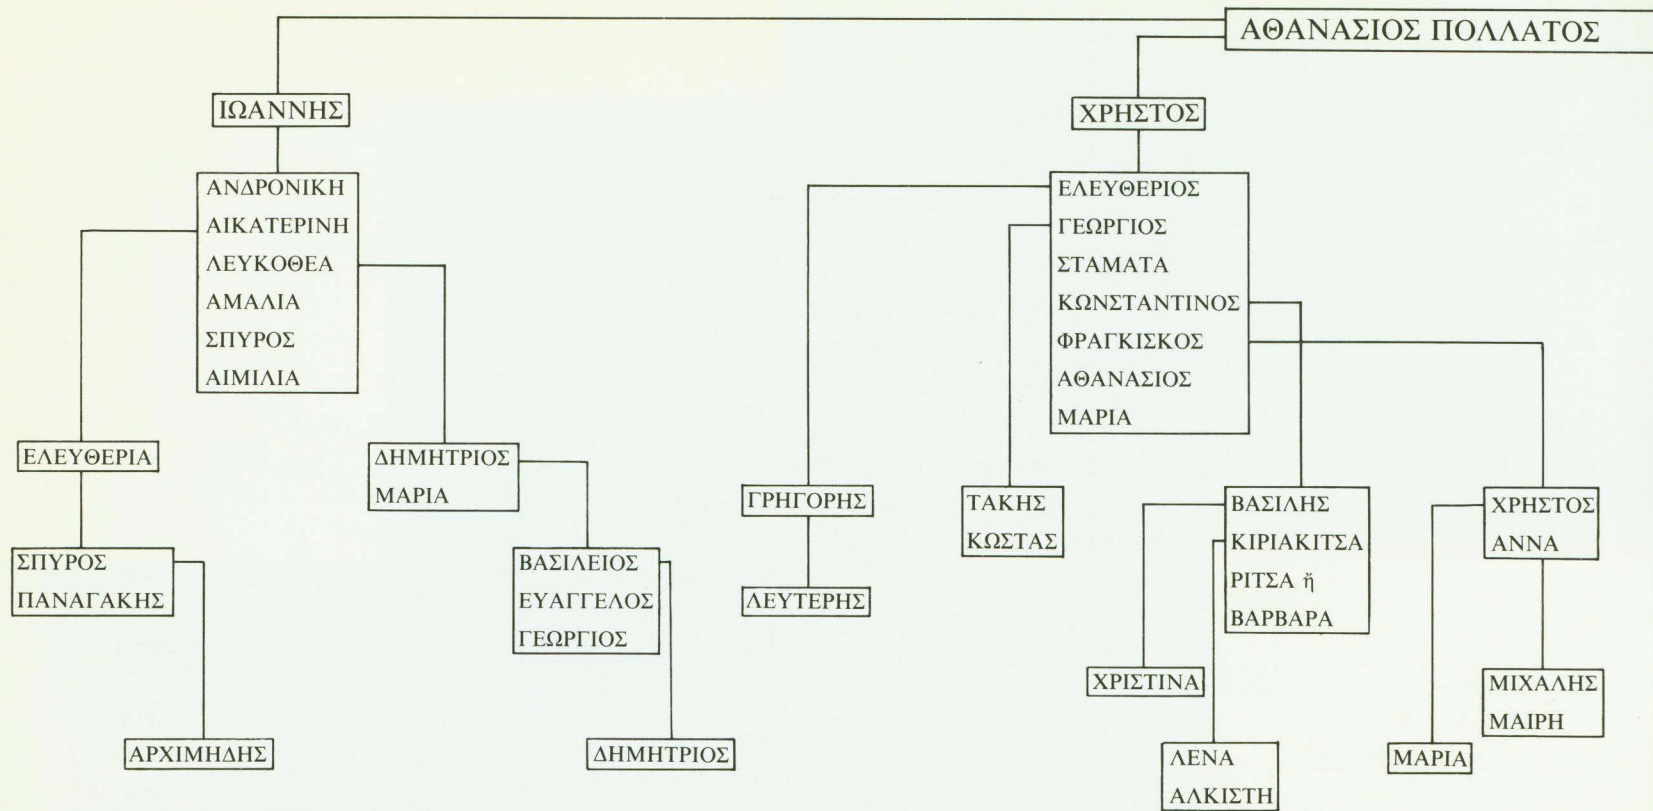 ΑΘΑΝΑΣΙΟΣ ΠΟΛΛΑΤΟΣ
ΙΩΑΝΝΗΣ
ΧΡΗΣΤΟΣ
ΑΝΔΡΟΝΙΚΗ
ΑΙΚΑΤΕΡΙΝΗ
ΛΕΥΚΟΘΕΑ
ΑΜΑΛΙΑ
ΣΠΥΡΟΣ
ΑΙΜΙΛΙΑ
ΕΛΕΥΘΕΡΙΟΣ
ΓΕΩΡΓΙΟΣ
ΣΤΑΜΑΤΑ
ΚΩΝΣΤΑΝΤΙΝΟΣ
ΦΡΑΓΚΙΣΚΟΣ
ΑΘΑΝΑΣΙΟΣ
ΜΑΡΙΑ
ΕΛΕΥΘΕΡΙΑ
ΔΗΜΗΤΡΙΟΣ
ΜΑΡΙΑ
ΓΡΗΓΟΡΗΣ
ΤΑΚΗΣ
ΚΩΣΤΑΣ
ΒΑΣΙΛΗΣ
ΚΙΡΙΑΚΙΤΣΑ
ΡΙΤΣΑ ἤ
ΒΑΡΒΑΡΑ
ΧΡΗΣΤΟΣ
ΑΝΝΑ
ΣΠΥΡΟΣ
ΠΑΝΑΓΑΚΗΣ
ΒΑΣΙΛΕΙΟΣ
ΕΥΑΓΓΕΛΟΣ
ΓΕΩΡΓΙΟΣ
ΛΕΥΤΕΡΗΣ
ΧΡΙΣΤΙΝΑ
ΜΙΧΑΛΗΣ
ΜΑΙΡΗ
ΑΡΧΙΜΗΔΗΣ
ΔΗΜΗΤΡΙΟΣ
ΛΕΝΑ
ΑΛΚΙΣΤΗ
ΜΑΡΙΑ